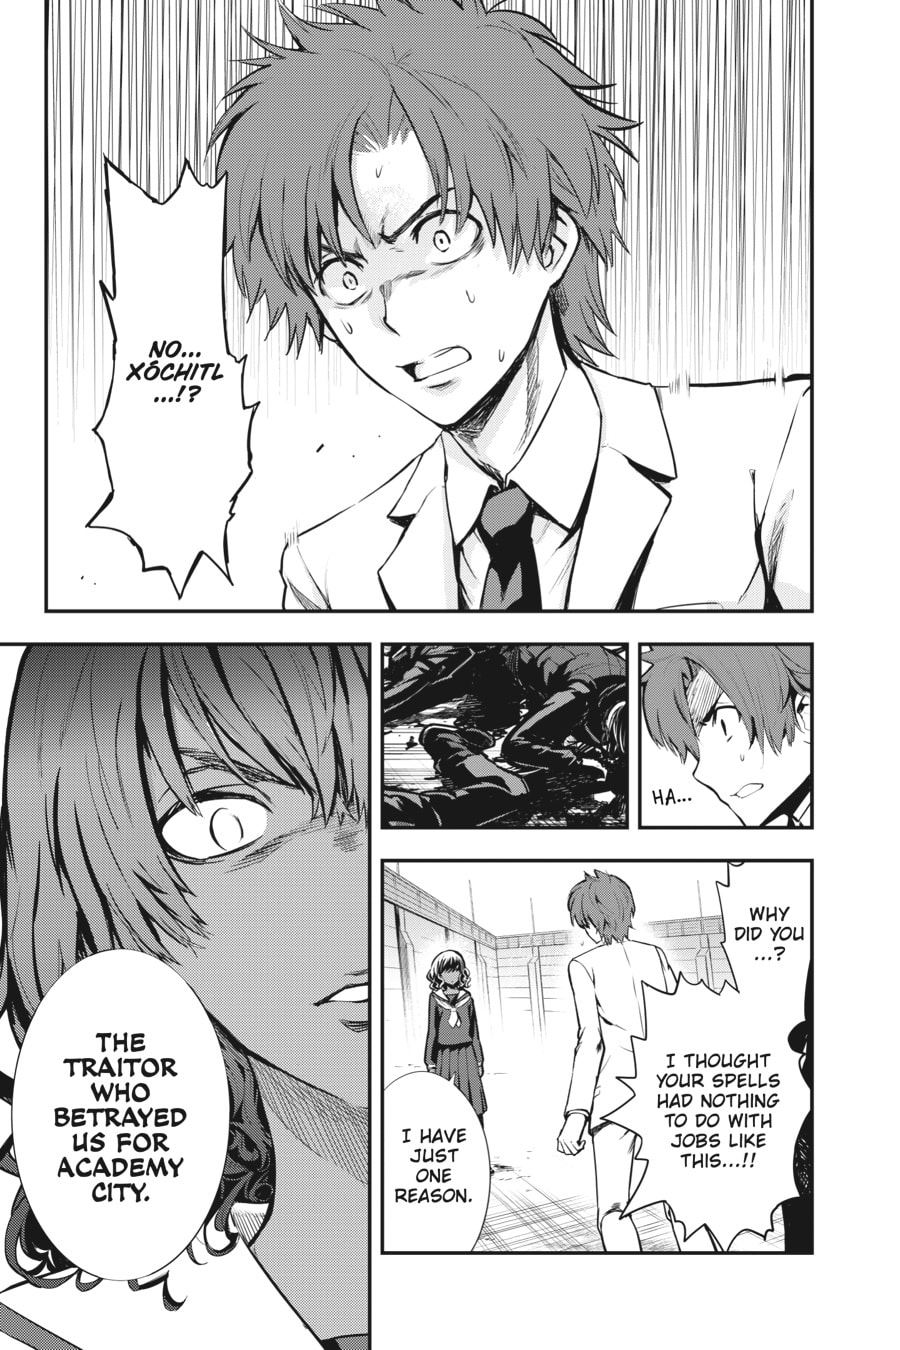 NO...
XÓCHITL
...!?
HA...
WHY
DID YOU
...?
I THOUGHT
YOUR SPELLS
HAD NOTHING
TO DO WITH
JOBS LIKE
THIS...!!
I HAVE
JUST
ONE
REASON.
THE
TRAITOR
WHO
BETRAYED
US FOR
ACADEMY
CITY.